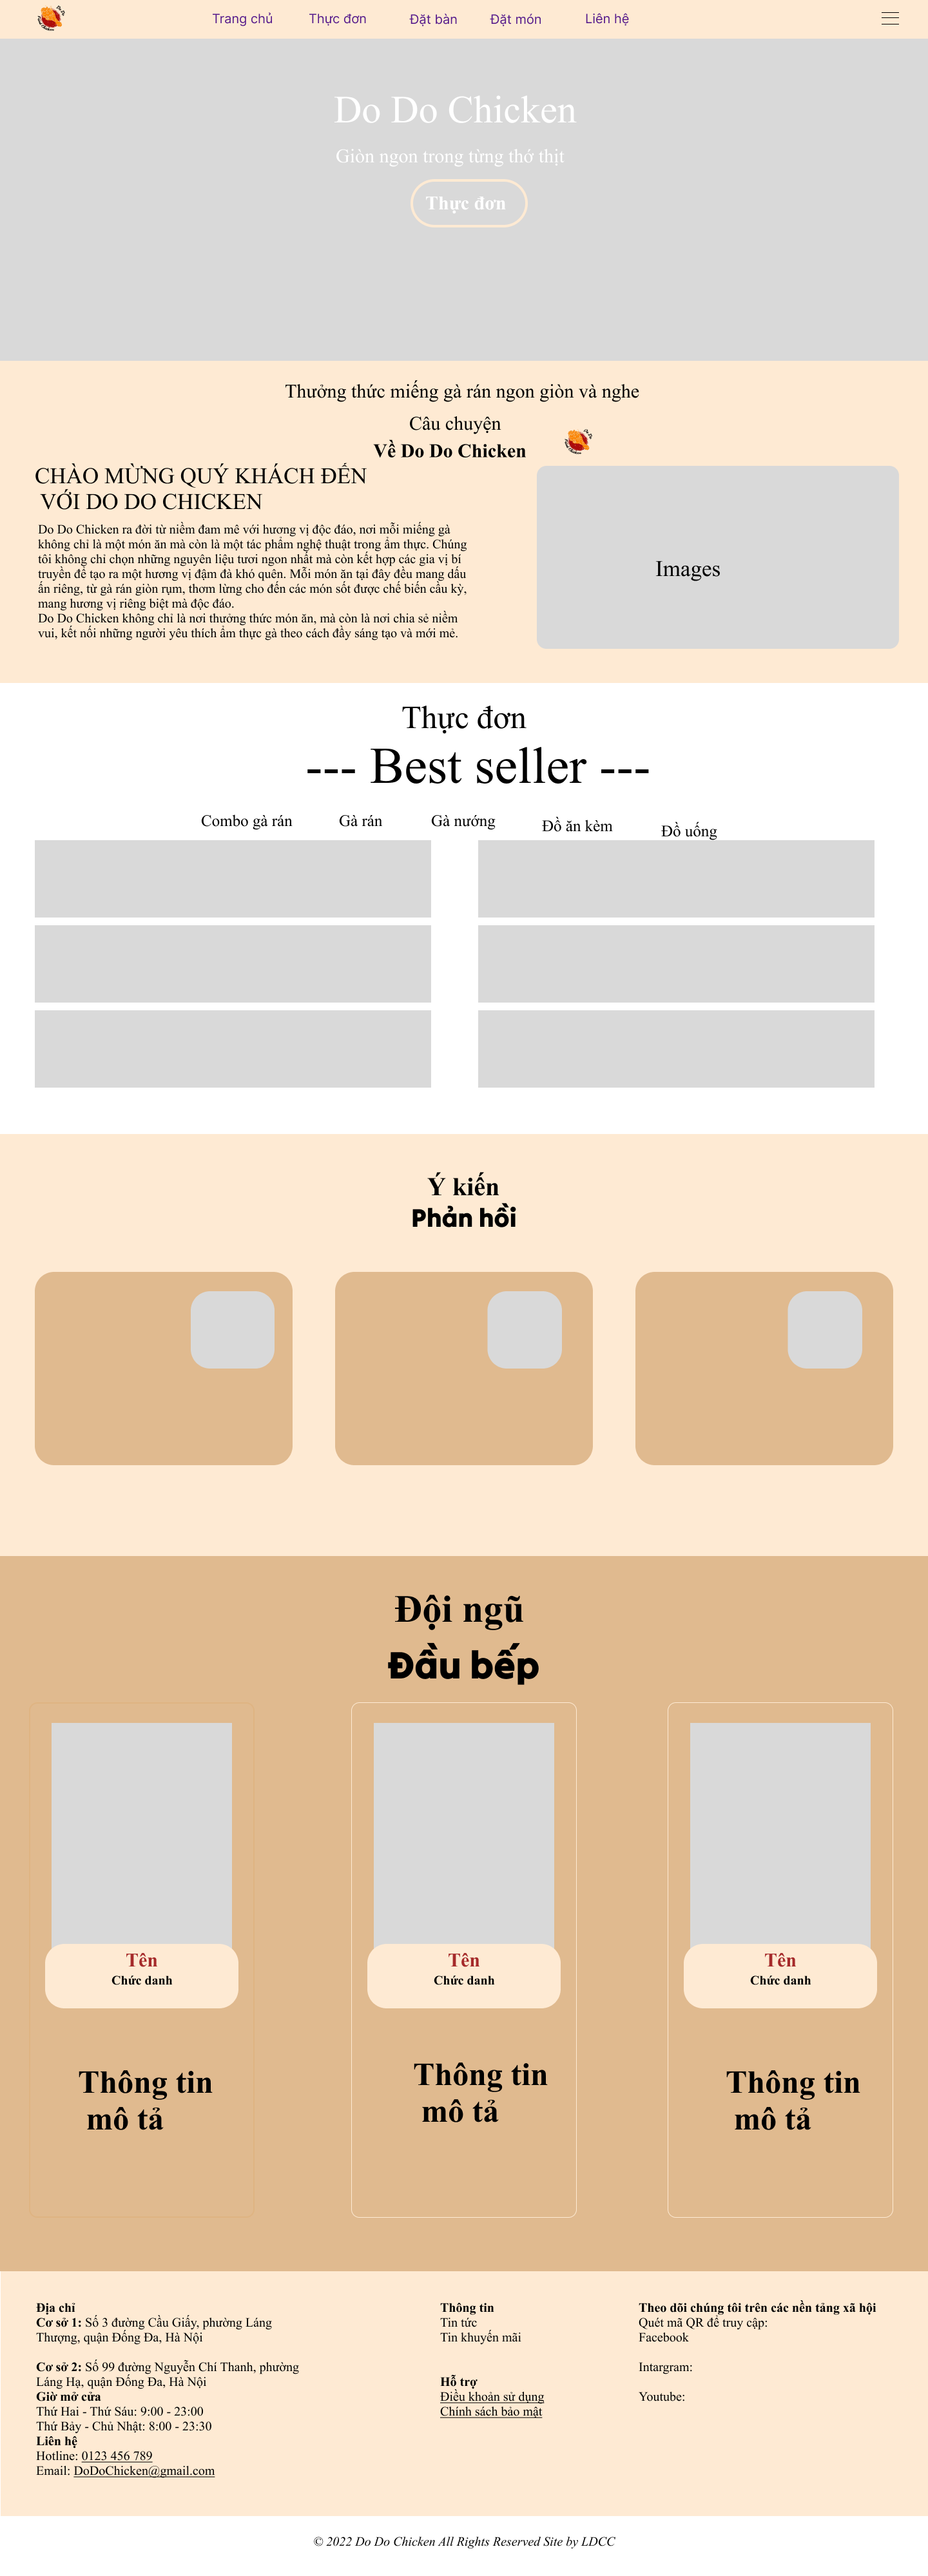 Trang chủ Thực đơn Đặt bàn Đặt món Liên hệ
Do Do Chicken
Giòn ngon trong từng thớ thịt
Thực đơn
Thưởng thức miếng gà rán ngon giòn và nghe
Câu chuyện
Về Do Do Chicken
CHÀO MỪNG QUÝ KHÁCH ĐẾN
VỚI DO DO CHICKEN
Do Do Chicken ra đời từ niềm đam mê với hương vị độc đáo, nơi mỗi miếng gà
không chỉ là một món ăn mà còn là một tác phẩm nghệ thuật trong ẩm thực. Chúng
tôi không chỉ chọn những nguyên liệu tươi ngon nhất mà còn kết hợp các gia vị bí
truyền để tạo ra một hương vị đậm đà khó quên. Mỗi món ăn tại đây đều mang dấu
ấn riêng, từ gà rán giòn rụm, thơm lừng cho đến các món sốt được chế biến cầu kỳ,
mang hương vị riêng biệt mà độc đáo.
Do Do Chicken không chỉ là nơi thưởng thức món ăn, mà còn là nơi chia sẻ niềm
vui, kết nối những người yêu thích ẩm thực gà theo cách đầy sáng tạo và mới mẻ.
Images
Thực đơn
--- Best seller ---
Combo gà rán Gà rán Gà nướng Đồ ăn kèm Đồ uống
Ý kiến
Phản hồi
Đội ngũ
Đầu bếp
Tên
Chức danh
Thông tin
mô tả
Tên
Chức danh
Thông tin
mô tả
Tên
Chức danh
Thông tin
mô tả
Địa chỉ
Cơ sở 1: Số 3 đường Cầu Giấy, phường Láng
Thượng, quận Đống Đa, Hà Nội
Cơ sở 2: Số 99 đường Nguyễn Chí Thanh, phường
Láng Hạ, quận Đống Đa, Hà Nội
Giờ mở cửa
Thứ Hai - Thứ Sáu: 9:00 - 23:00
Thứ Bảy - Chủ Nhật: 8:00 - 23:30
Liên hệ
Hotline: 0123 456 789
Email: DoDoChicken@gmail.com
Thông tin
Tin tức
Tin khuyến mãi
Hỗ trợ
Điều khoản sử dụng
Chính sách bảo mật
Theo dõi chúng tôi trên các nền tảng xã hội
Quét mã QR để truy cập:
Facebook
Intargram:
Youtube:
© 2022 Do Do Chicken All Rights Reserved Site by LDCC